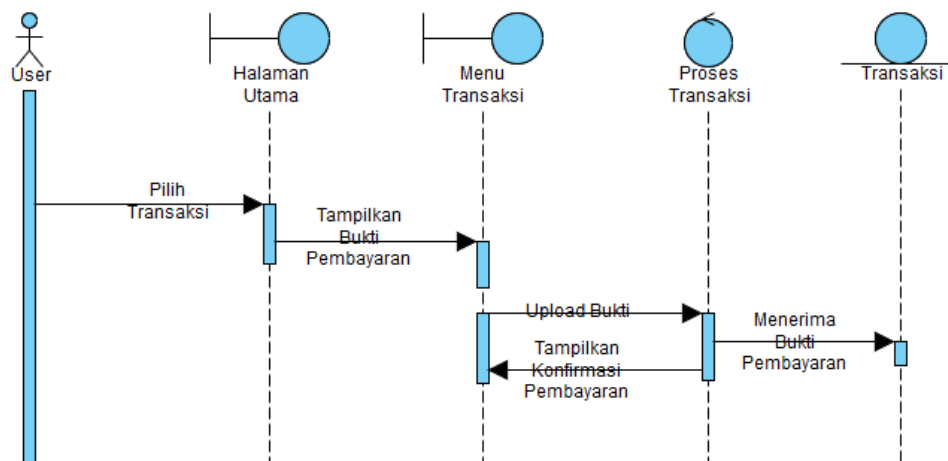 User
Halaman
Utama
Menu
Transaksi
Proses
Transaksi
Transaksi
Pilih
Transaksi
Tampilkan
Bukti
Pembayaran
Upload Bukti
Menerima
Bukti
Pembayaran
Tampilkan
Konfirmasi
Pembayaran